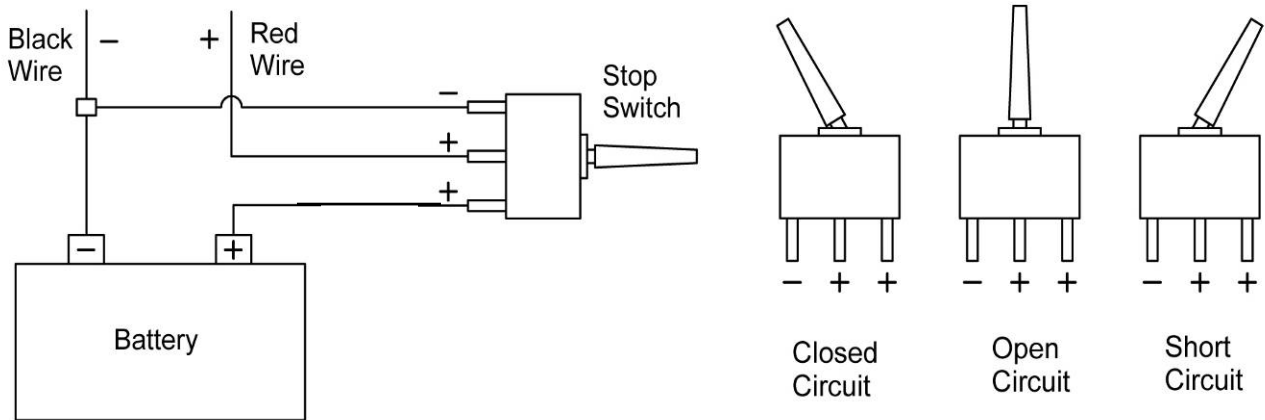 Black
Wire
−
+
Red
Wire
−
Stop
Switch
+
+
−
+
Battery
− + +
− + +
− + +
Closed
Circuit
Open
Circuit
Short
Circuit